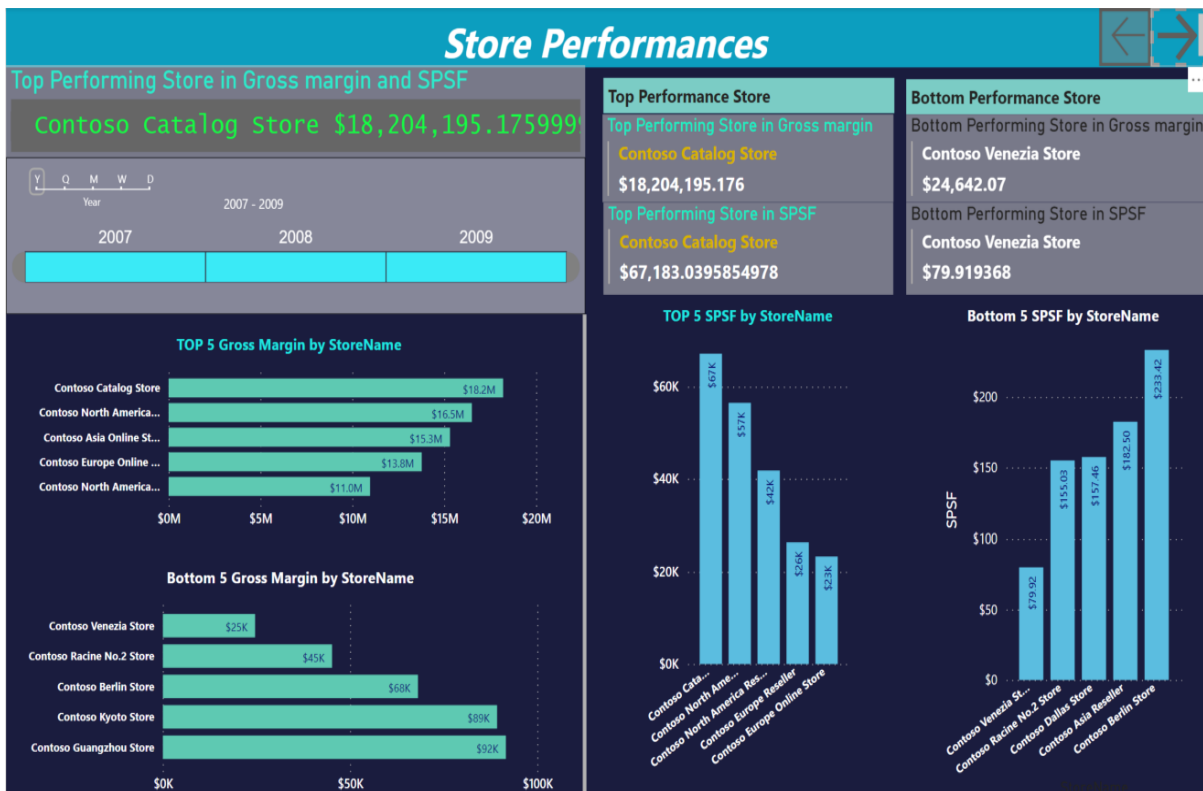 Store Performances
Top Performing Store in Gross margin and SPSF
Contoso Catalog Store $18,204,195.1759999
Y Q M W D
Year
2007 - 2009
2007 2008 2009
Top Performance Store
Top Performing Store in Gross margin
Contoso Catalog Store
$18,204,195.176
Top Performing Store in SPSF
Contoso Catalog Store
$67,183.0395854978
Bottom Performance Store
Bottom Performing Store in Gross margin
Contoso Venezia Store
$24,642.07
Bottom Performing Store in SPSF
Contoso Venezia Store
$79.919368
TOP 5 Gross Margin by StoreName
Contoso Catalog Store $18.2M
Contoso North America... $16.5M
Contoso Asia Online St... $15.3M
Contoso Europe Online ... $13.8M
Contoso North America... $11.0M
$0M $5M $10M $15M $20M
Bottom 5 Gross Margin by StoreName
Contoso Venezia Store $25K
Contoso Racine No.2 Store $45K
Contoso Berlin Store $68K
Contoso Kyoto Store $89K
Contoso Guangzhou Store $92K
$0K $50K $100K
TOP 5 SPSF by StoreName
$60K
$40K
$20K
$0K
$67K
$57K
$42K
$26K
$23K
Contoso Cata...
Contoso North Ame...
Contoso North America Res...
Contoso Europe Reseller
Contoso Europe Online Store
Bottom 5 SPSF by StoreName
SPSF
$200
$150
$100
$50
$0
$79.92
$155.03
$157.46
$182.50
$233.42
Contoso Venezia St...
Contoso Racine No.2 Store
Contoso Dallas Store
Contoso Asia Reseller
Contoso Berlin Store